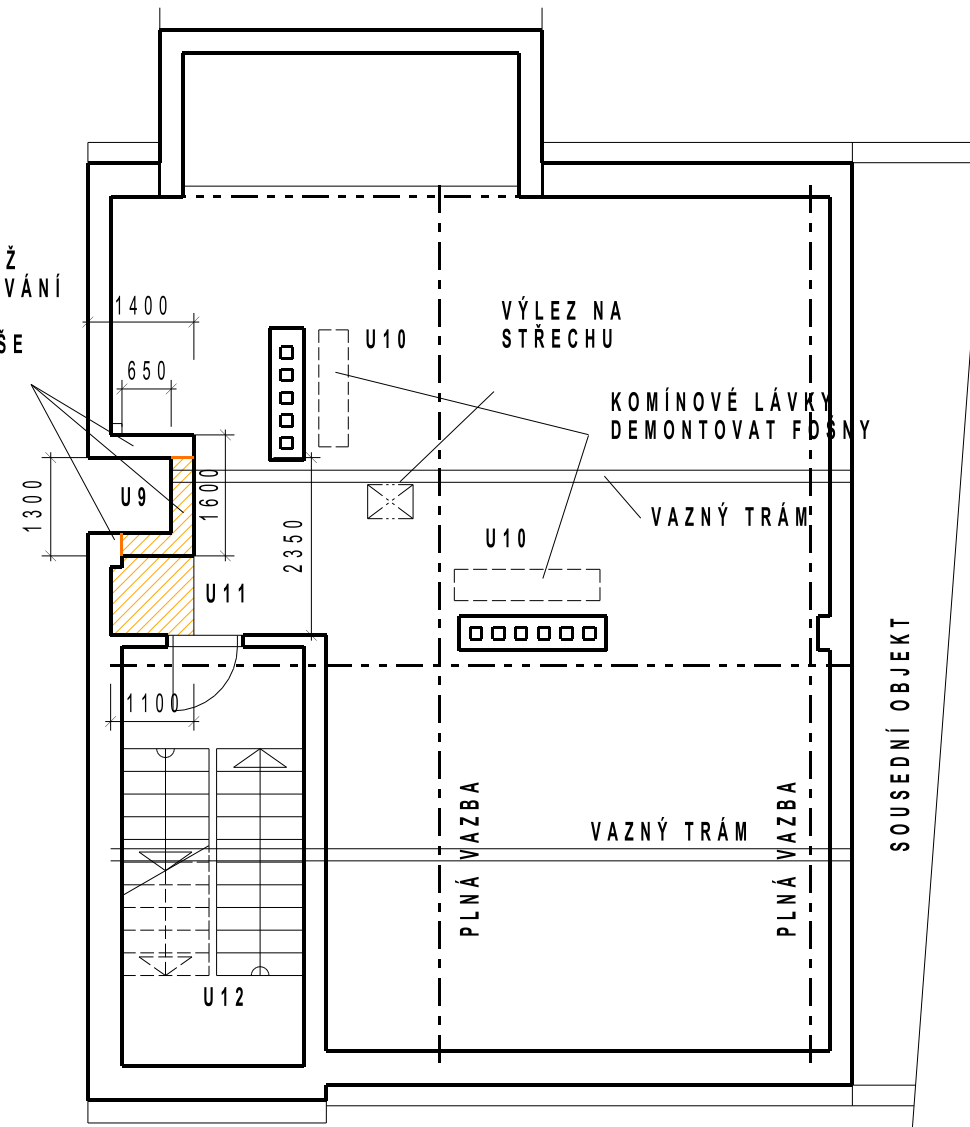 Ž
VÁNÍ
ŠE
1400
650
U10
VÝLEZ NA
STŘECHU
KOMÍNOVÉ LÁVKY
DEMONTOVAT FOŠNY
1300
U9
1600
2350
VAZNÝ TRÁM
U10
U11
1100
SOUSEDNÍ OBJEKT
PLNÁ VAZBA
PLNÁ VAZBA
VAZNÝ TRÁM
U12